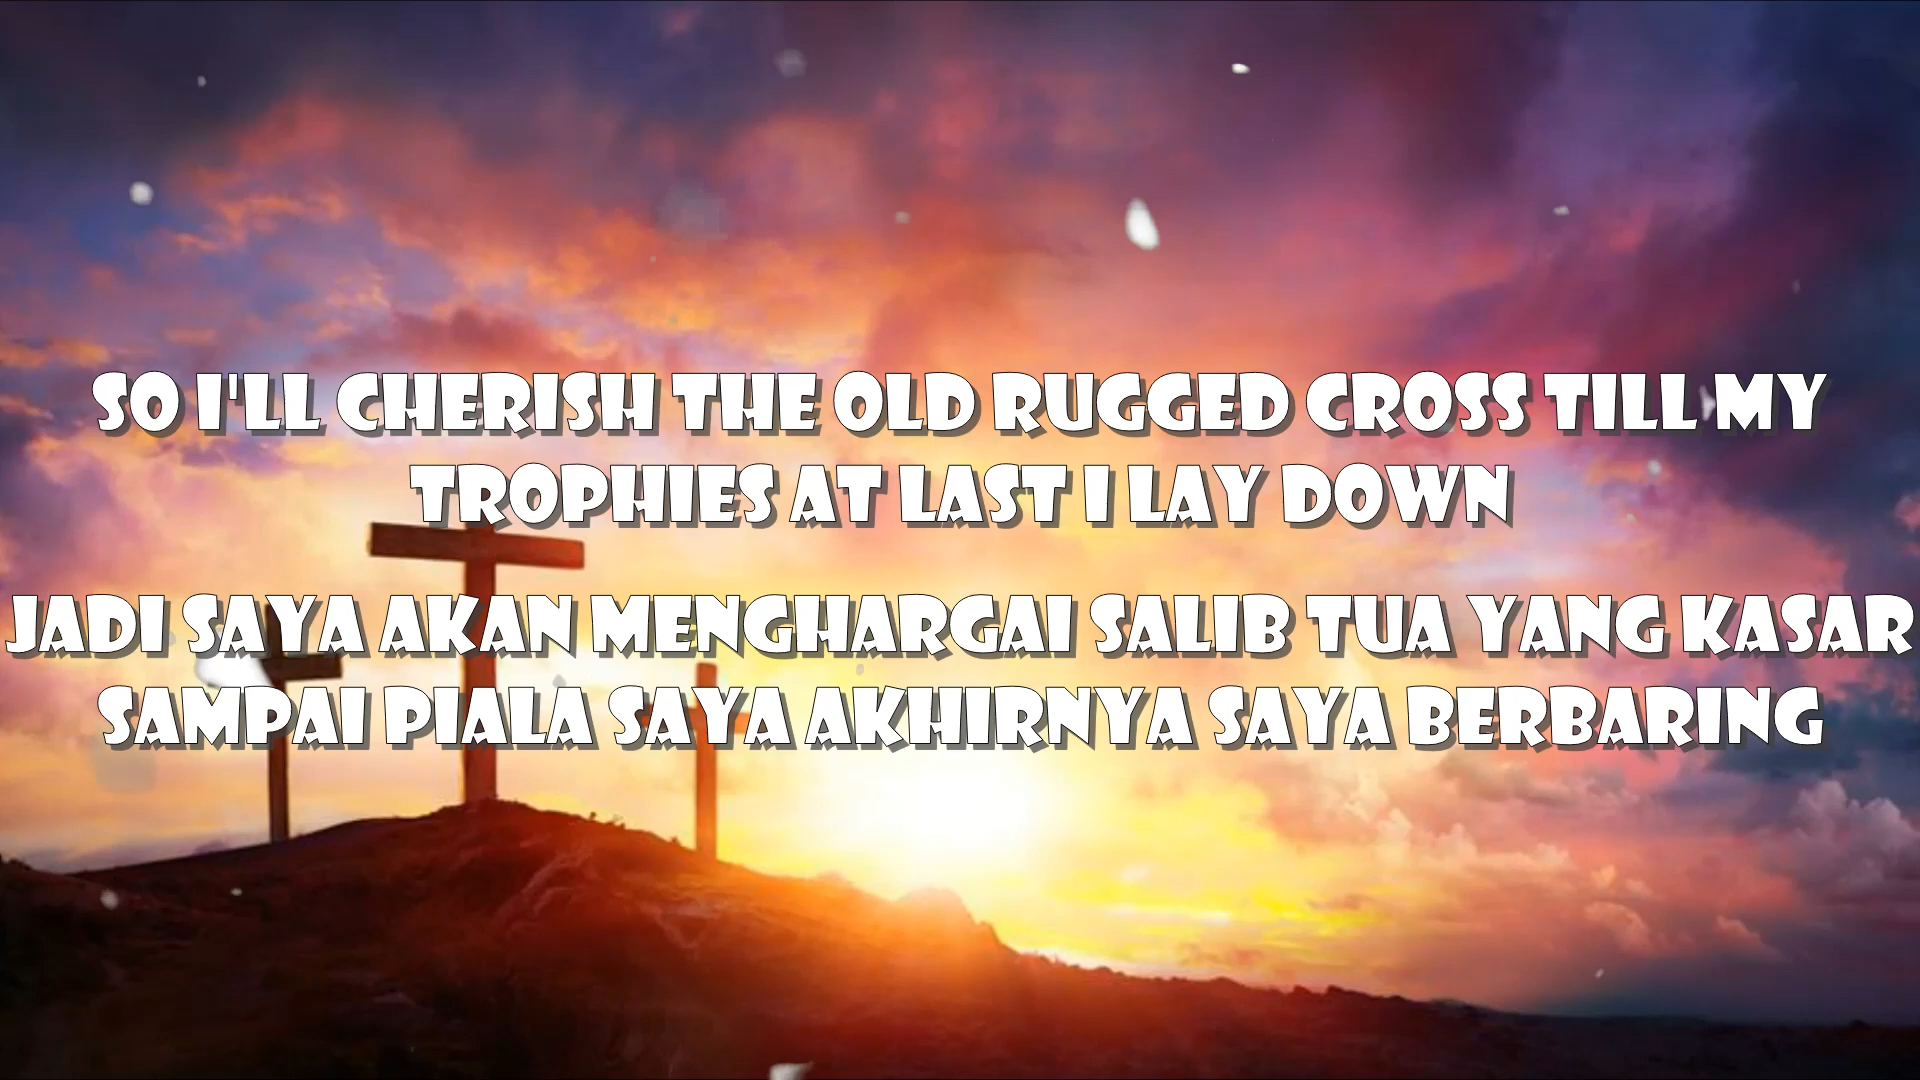 SO I'LL CHERISH THE OLD RUGGED CROSS TILL MY
TROPHIES AT LAST I LAY DOWN
JADI SAYA AKAN MENGHARGAI SALIB TUA YANG KASAR
SAMPAI PIALA SAYA AKHIRNYA SAYA BERBARING